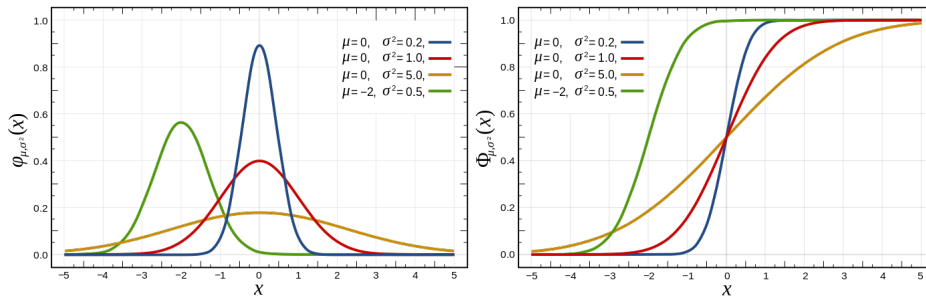 1.0
0.8
0.6
0.4
0.2
0.0
φμ,σ²(x)
μ= 0, σ²= 0.2,
μ= 0, σ²= 1.0,
μ= 0, σ²= 5.0,
μ= −2, σ²= 0.5,
−5 −4 −3 −2 −1 0 1 2 3 4 5
x
1.0
0.8
0.6
0.4
0.2
0.0
Φμ,σ²(x)
μ= 0, σ²= 0.2,
μ= 0, σ²= 1.0,
μ= 0, σ²= 5.0,
μ= −2, σ²= 0.5,
−5 −4 −3 −2 −1 0 1 2 3 4 5
x